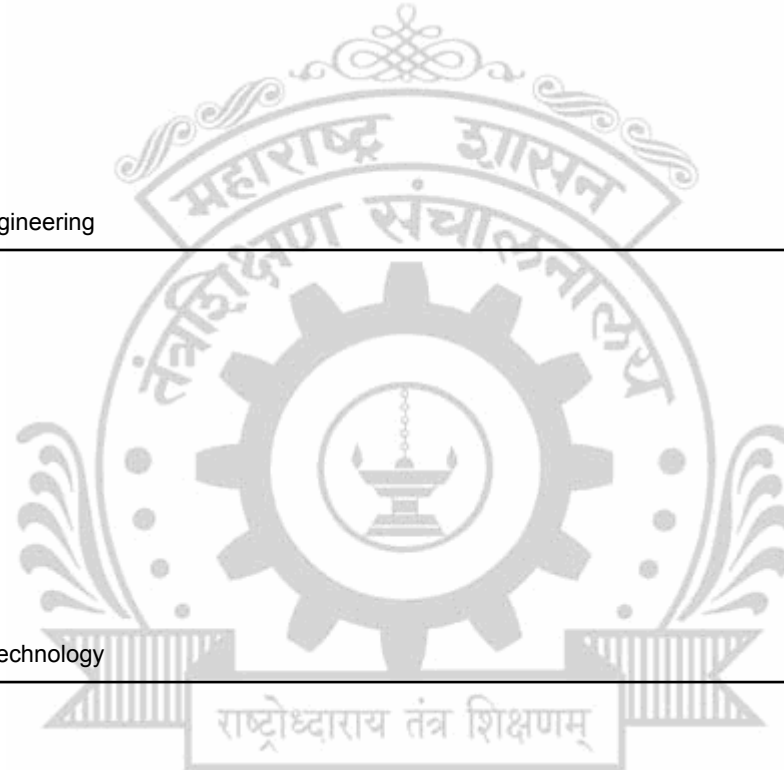 महाराष्ट्र शासन
gineering
तंत्रशिक्षण संचालनालय
echnology
राष्ट्रोध्दाराय तंत्र शिक्षणम्